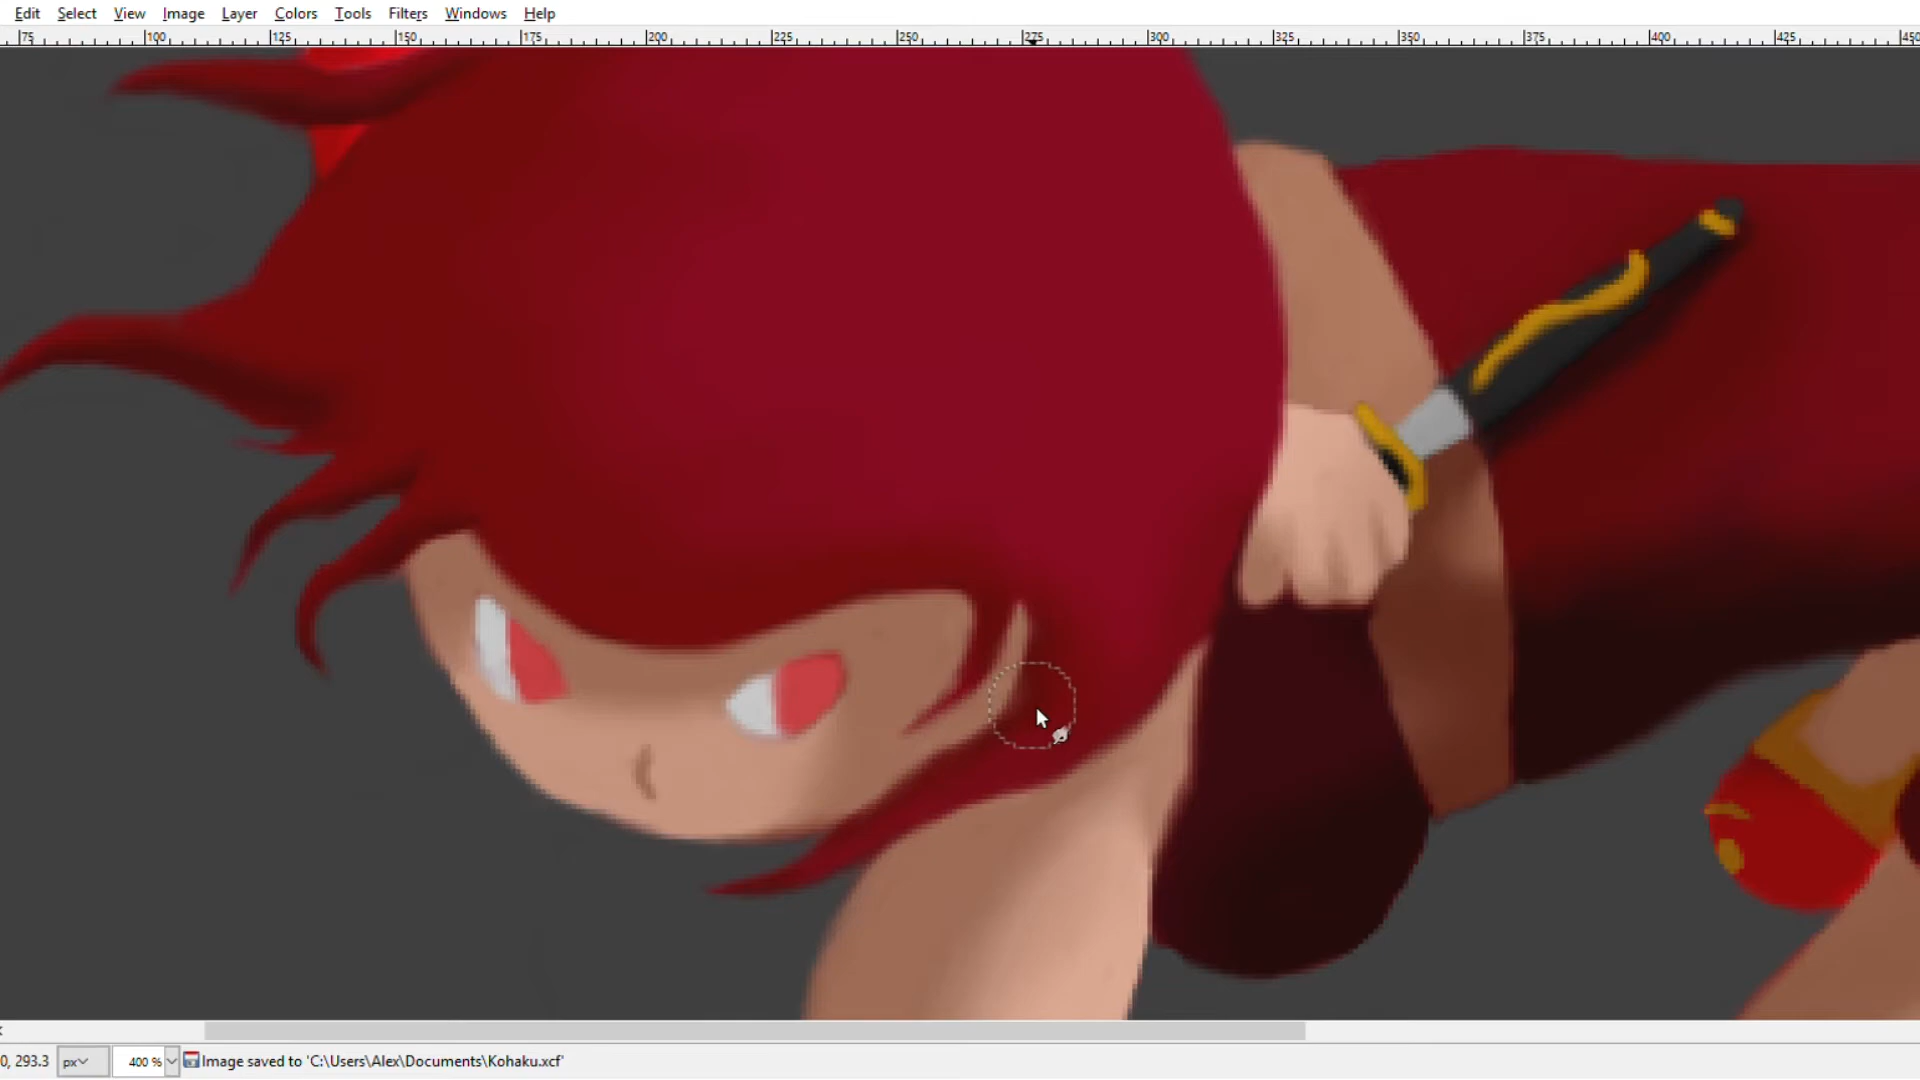 Edit Select View Image Layer Colors Tools Filters Windows Help
75 100 125 150 175 200 225 250 275 300 325 350 375 400 425 450
0, 293.3 px 400 % Image saved to 'C:\Users\Alex\Documents\Kohaku.xcf'